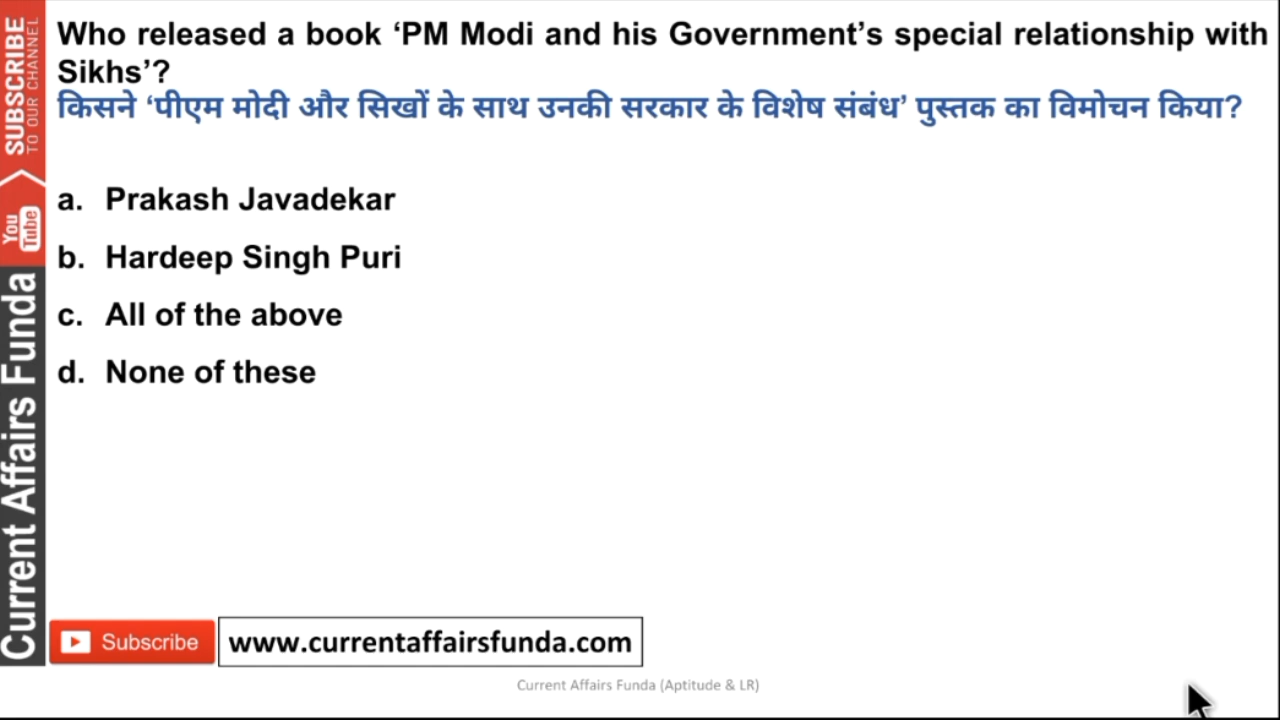 Who released a book ‘PM Modi and his Government’s special relationship with
Sikhs’?
किसने ‘पीएम मोदी और सिखों के साथ उनकी सरकार के विशेष संबंध’ पुस्तक का विमोचन किया?
a. Prakash Javadekar
b. Hardeep Singh Puri
c. All of the above
d. None of these
SUBSCRIBE
TO OUR CHANNEL
You
Tube
Current Affairs Funda
Subscribe
www.currentaffairsfunda.com
Current Affairs Funda (Aptitude & LR)